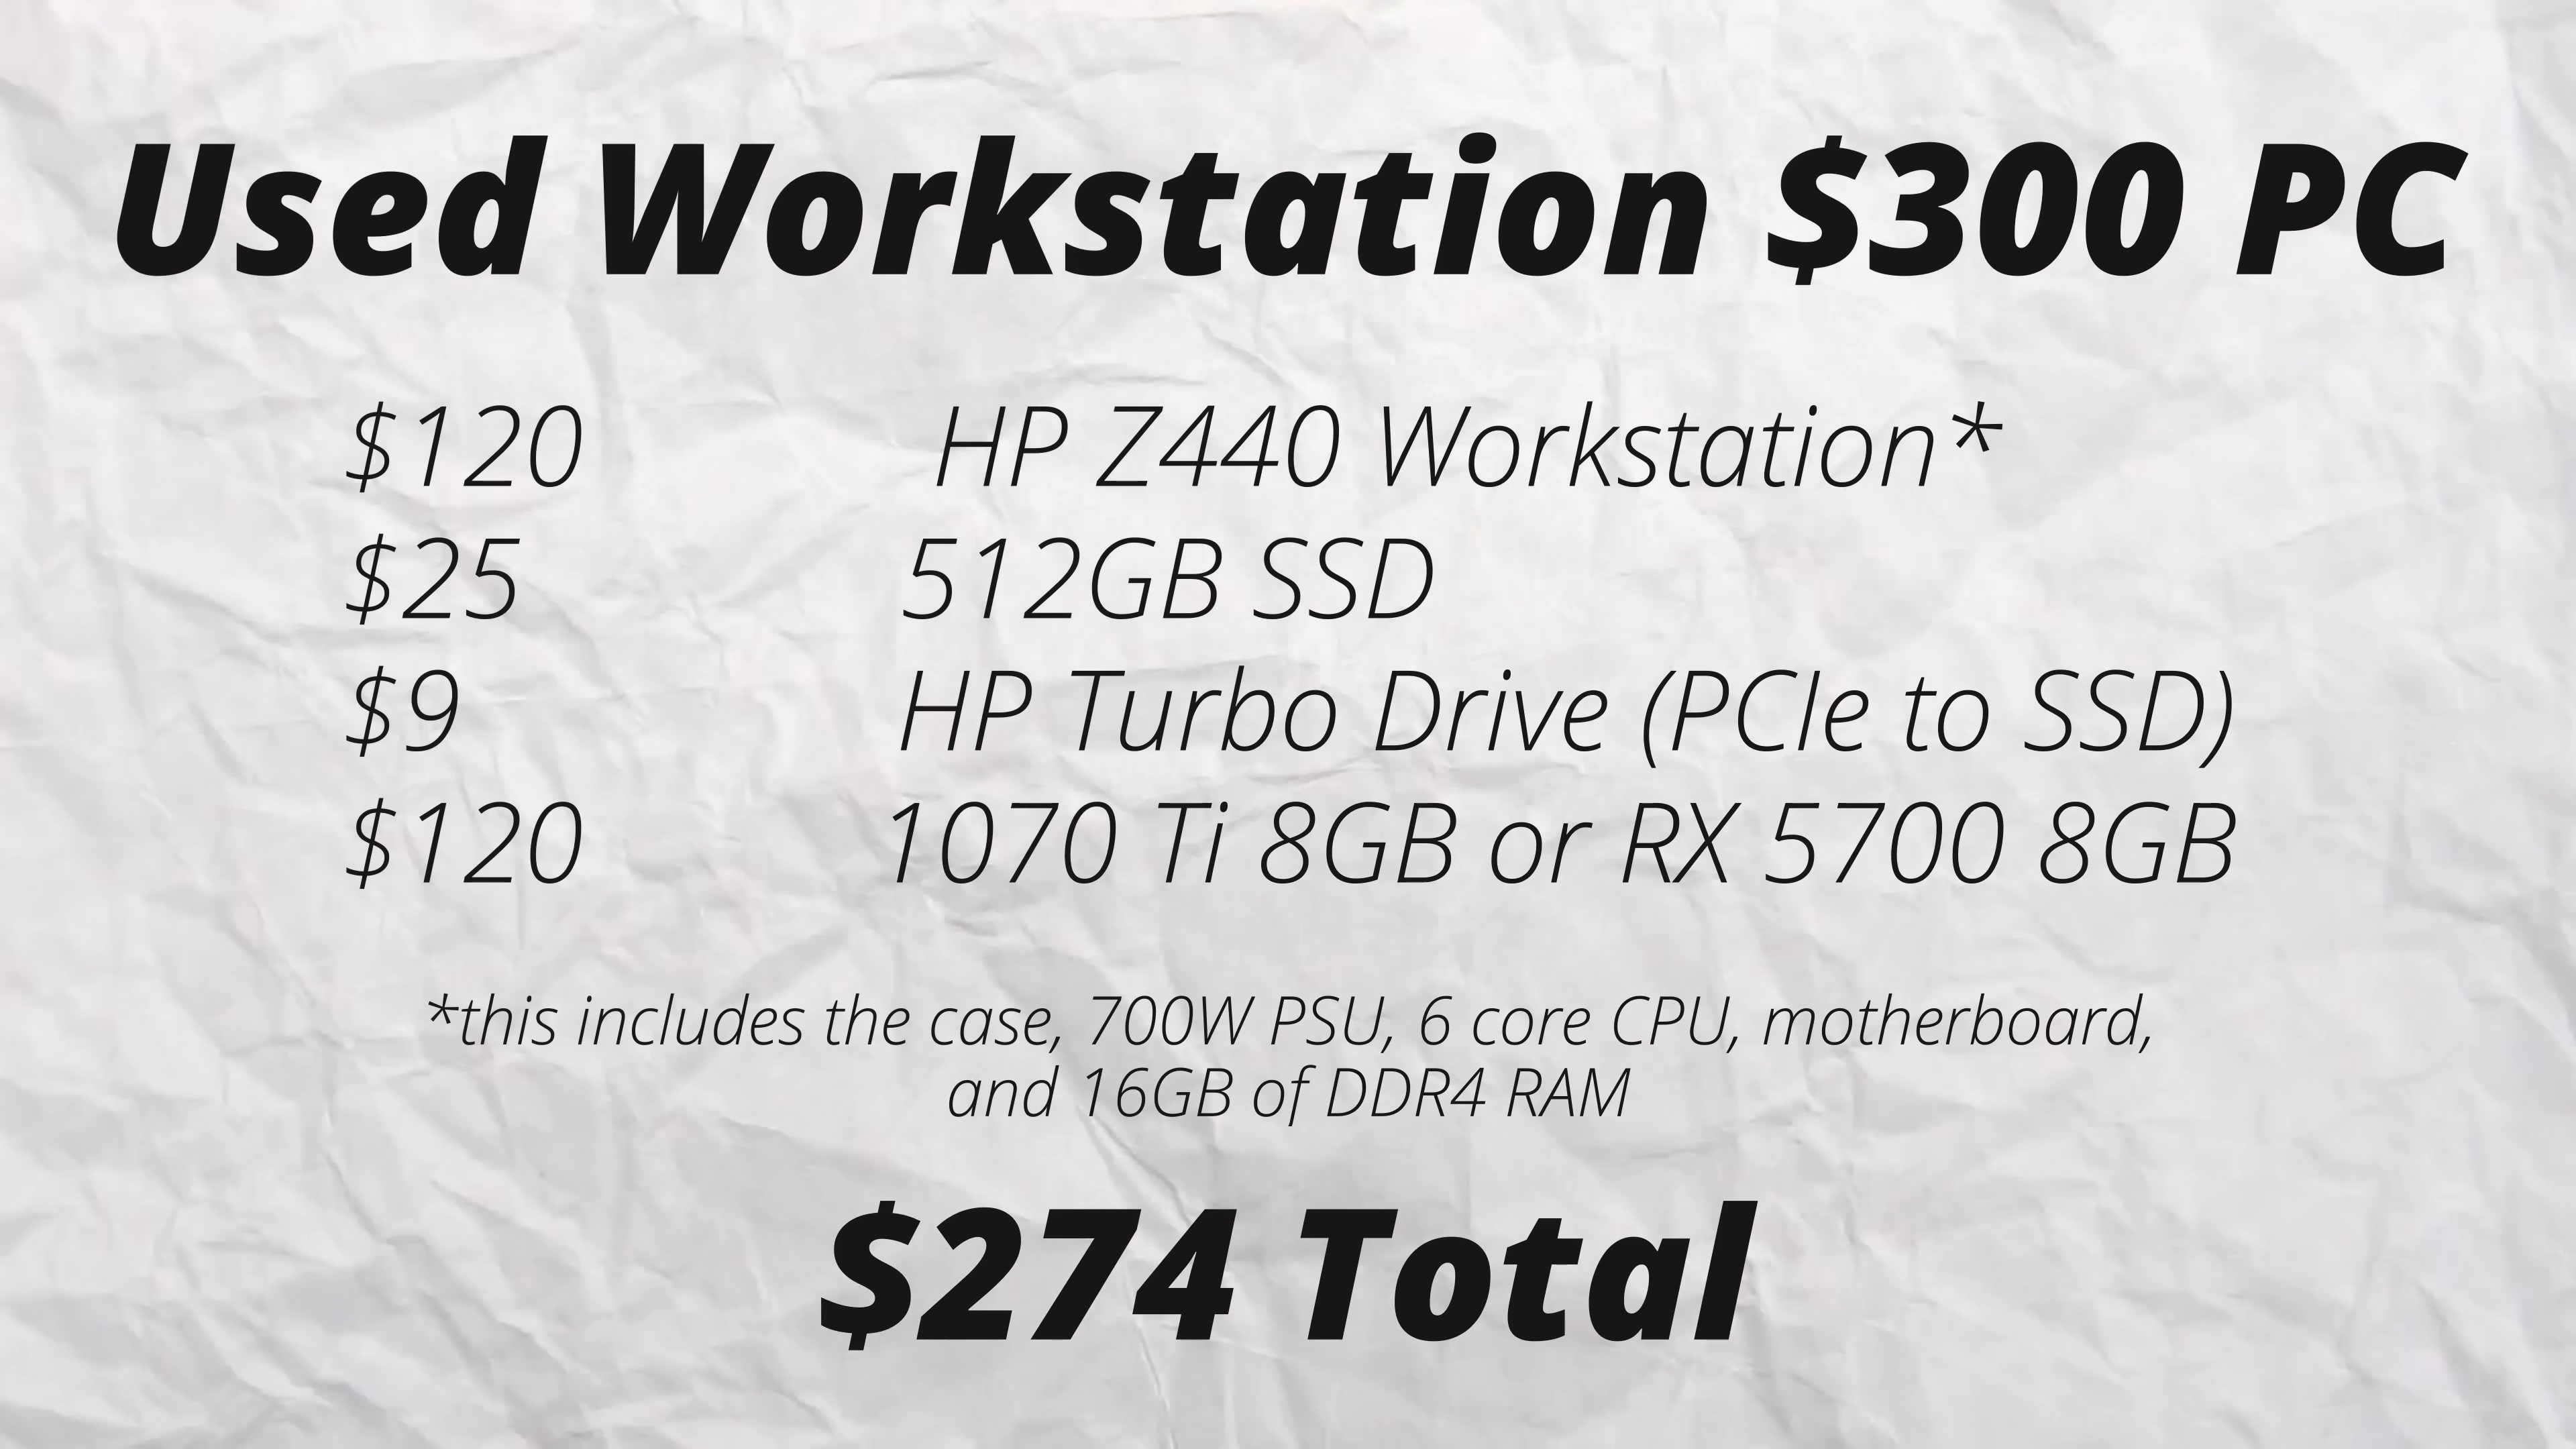 Used Workstation $300 PC
$120 HP Z440 Workstation*
$25 512GB SSD
$9 HP Turbo Drive (PCIe to SSD)
$120 1070 Ti 8GB or RX 5700 8GB
*this includes the case, 700W PSU, 6 core CPU, motherboard,
and 16GB of DDR4 RAM
$274 Total